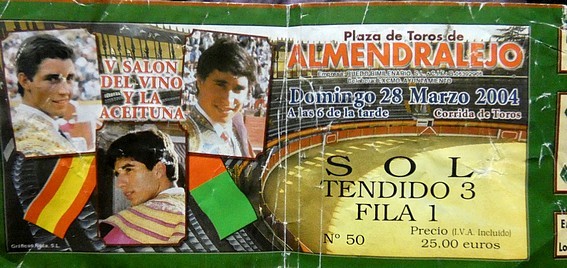 V SALON
DEL VINO
Y LA
ACEITUNA
Plaza de Toros de
ALMENDRALEJO
Domingo 28 Marzo 2004
A las 6 de la tarde
Corrida de Toros
SOL
TENDIDO 3
FILA 1
Nº 50
Precio (I.V.A. Incluido)
25,00 euros